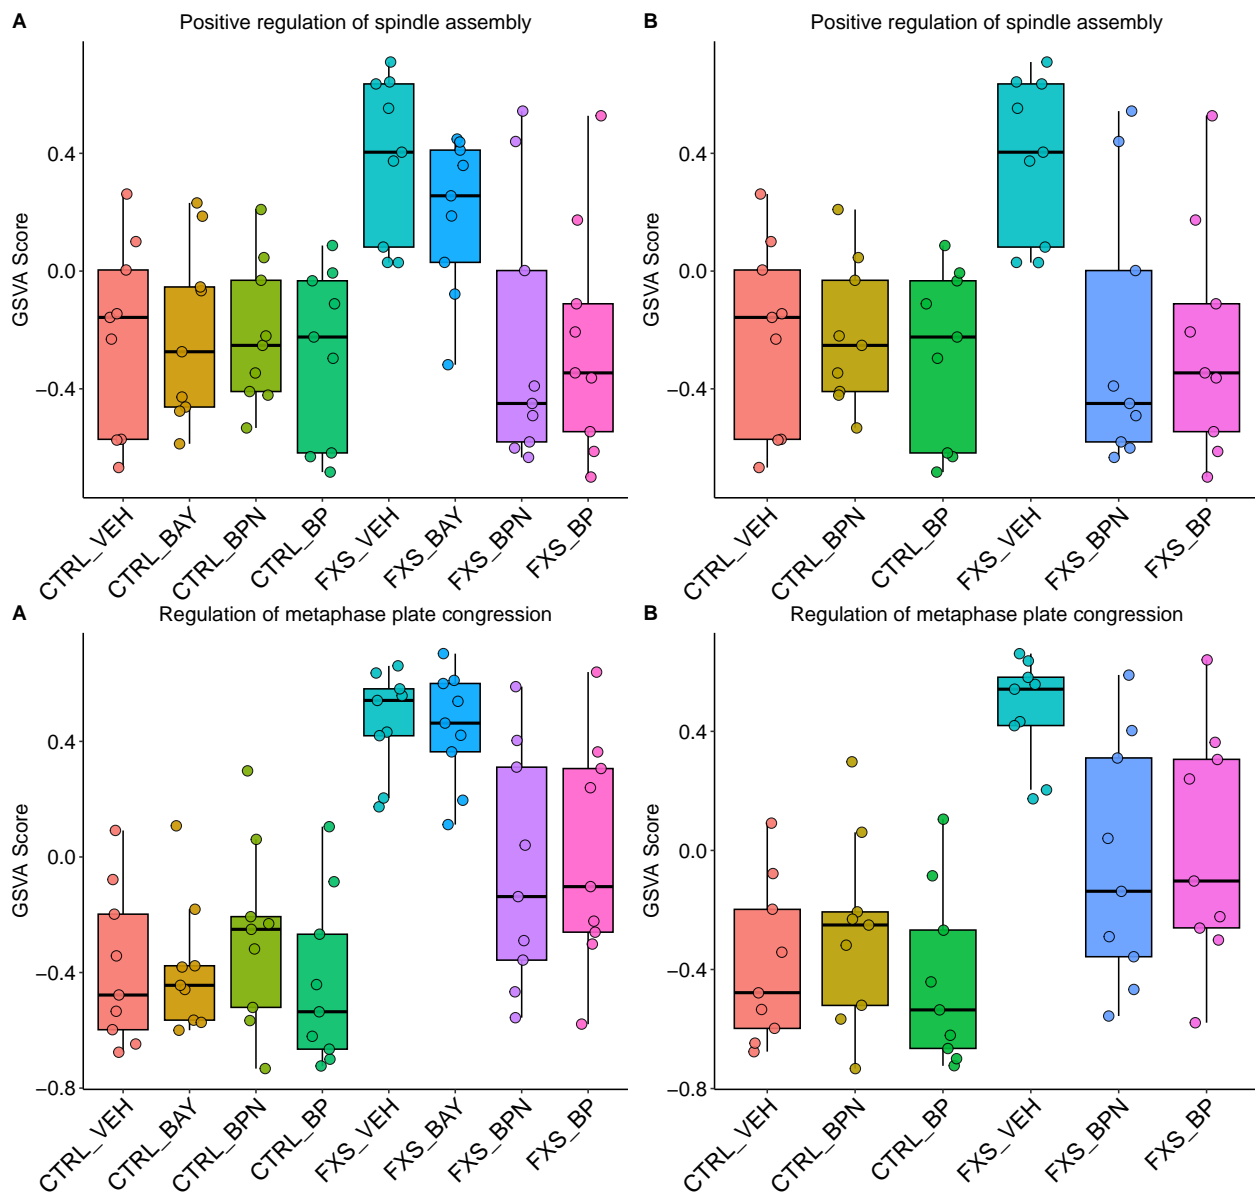 A
Positive regulation of spindle assembly
GSVA Score
0.4
0.0
−0.4
CTRL_VEH
CTRL_BAY
CTRL_BPN
CTRL_BP
FXS_VEH
FXS_BAY
FXS_BPN
FXS_BP
B
Positive regulation of spindle assembly
GSVA Score
0.4
0.0
−0.4
CTRL_VEH
CTRL_BPN
CTRL_BP
FXS_VEH
FXS_BPN
FXS_BP
A
Regulation of metaphase plate congression
GSVA Score
0.4
0.0
−0.4
−0.8
CTRL_VEH
CTRL_BAY
CTRL_BPN
CTRL_BP
FXS_VEH
FXS_BAY
FXS_BPN
FXS_BP
B
Regulation of metaphase plate congression
GSVA Score
0.4
0.0
−0.4
−0.8
CTRL_VEH
CTRL_BPN
CTRL_BP
FXS_VEH
FXS_BPN
FXS_BP